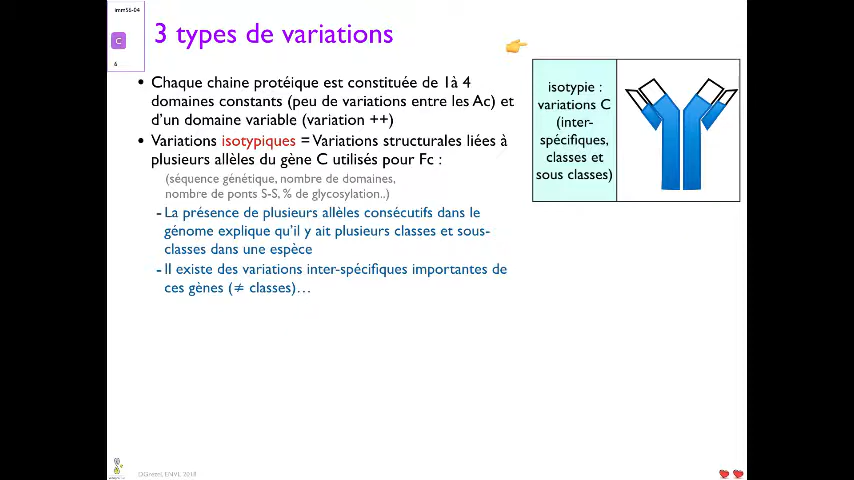 imm56-04
C
6
3 types de variations
• Chaque chaine protéique est constituée de 1à 4
domaines constants (peu de variations entre les Ac) et
d'un domaine variable (variation ++)
• Variations isotypiques = Variations structurales liées à
plusieurs allèles du gène C utilisés pour Fc :
(séquence génétique, nombre de domaines,
nombre de ponts S-S, % de glycosylation..)
- La présence de plusieurs allèles consécutifs dans le
génome explique qu'il y ait plusieurs classes et sous-
classes dans une espèce
- Il existe des variations inter-spécifiques importantes de
ces gènes (≠ classes)…
isotypie :
variations C
(inter-
spécifiques,
classes et
sous classes)